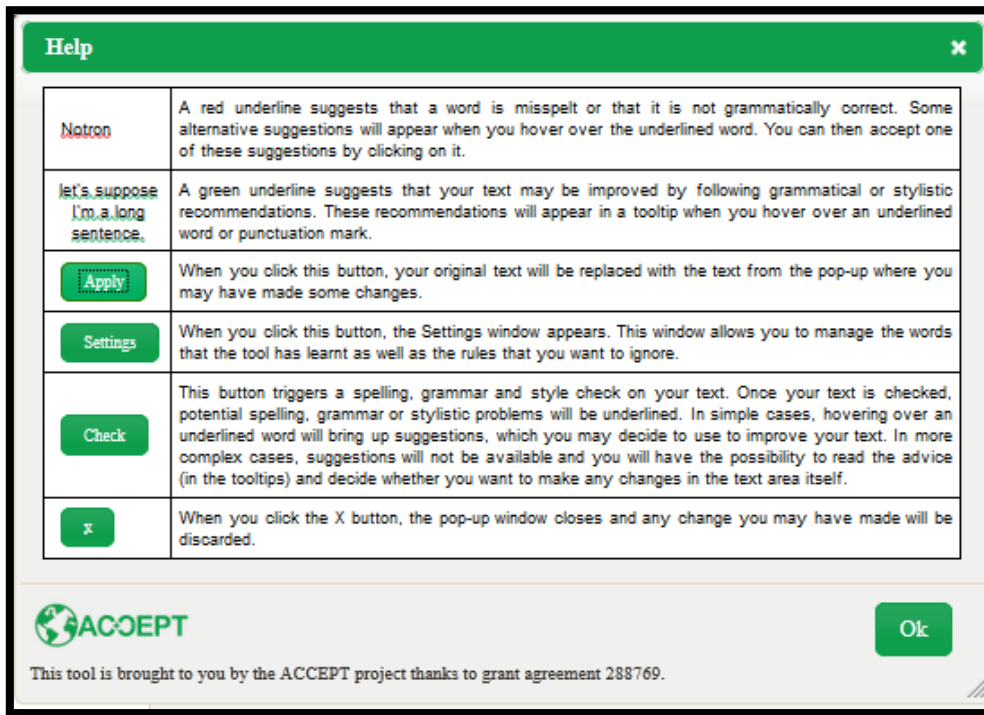 Help
Notron
A red underline suggests that a word is misspelt or that it is not grammatically correct. Some
alternative suggestions will appear when you hover over the underlined word. You can then accept one
of these suggestions by clicking on it.
let's suppose
I'm a long
sentence.
A green underline suggests that your text may be improved by following grammatical or stylistic
recommendations. These recommendations will appear in a tooltip when you hover over an underlined
word or punctuation mark.
Apply
When you click this button, your original text will be replaced with the text from the pop-up where you
may have made some changes.
Settings
When you click this button, the Settings window appears. This window allows you to manage the words
that the tool has learnt as well as the rules that you want to ignore.
Check
This button triggers a spelling, grammar and style check on your text. Once your text is checked,
potential spelling, grammar or stylistic problems will be underlined. In simple cases, hovering over an
underlined word will bring up suggestions, which you may decide to use to improve your text. In more
complex cases, suggestions will not be available and you will have the possibility to read the advice
(in the tooltips) and decide whether you want to make any changes in the text area itself.
x
When you click the X button, the pop-up window closes and any change you may have made will be
discarded.
ACCEPT
Ok
This tool is brought to you by the ACCEPT project thanks to grant agreement 288769.